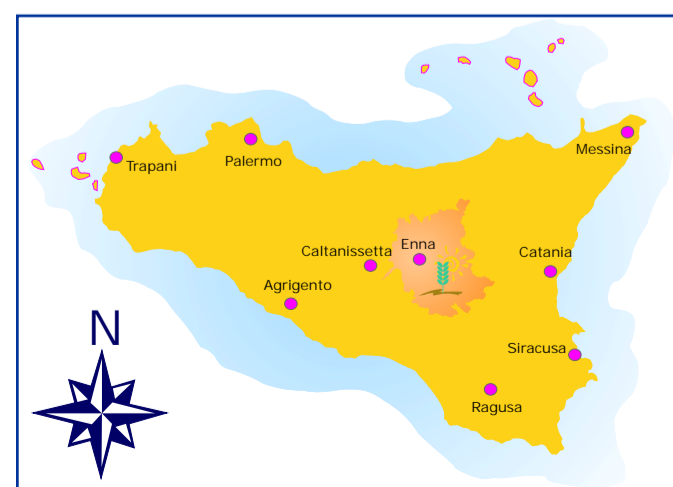 Messina
Palermo
Trapani
Enna
Caltanissetta
Catania
Agrigento
N
Siracusa
Ragusa